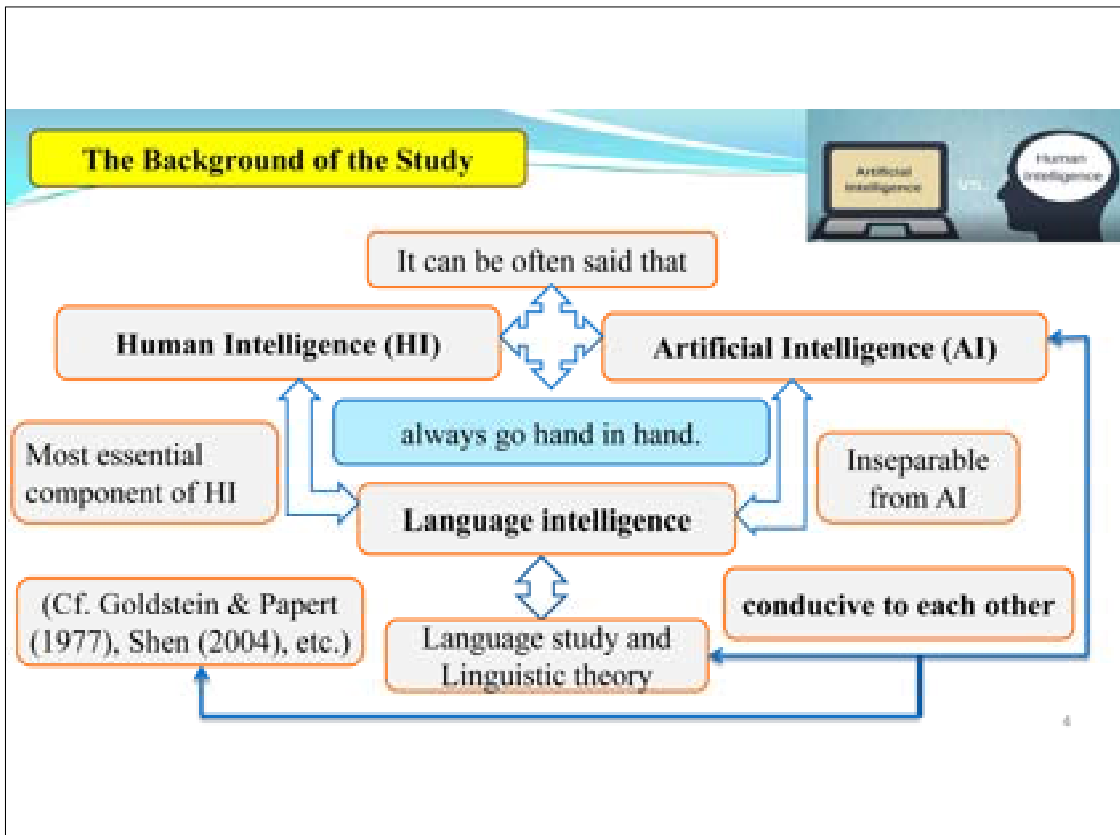 The Background of the Study
Artificial
Intelligence
VS.
Human
Intelligence
It can be often said that
Human Intelligence (HI)
Artificial Intelligence (AI)
always go hand in hand.
Most essential
component of HI
Inseparable
from AI
Language intelligence
(Cf. Goldstein & Papert
(1977), Shen (2004), etc.)
conducive to each other
Language study and
Linguistic theory
4